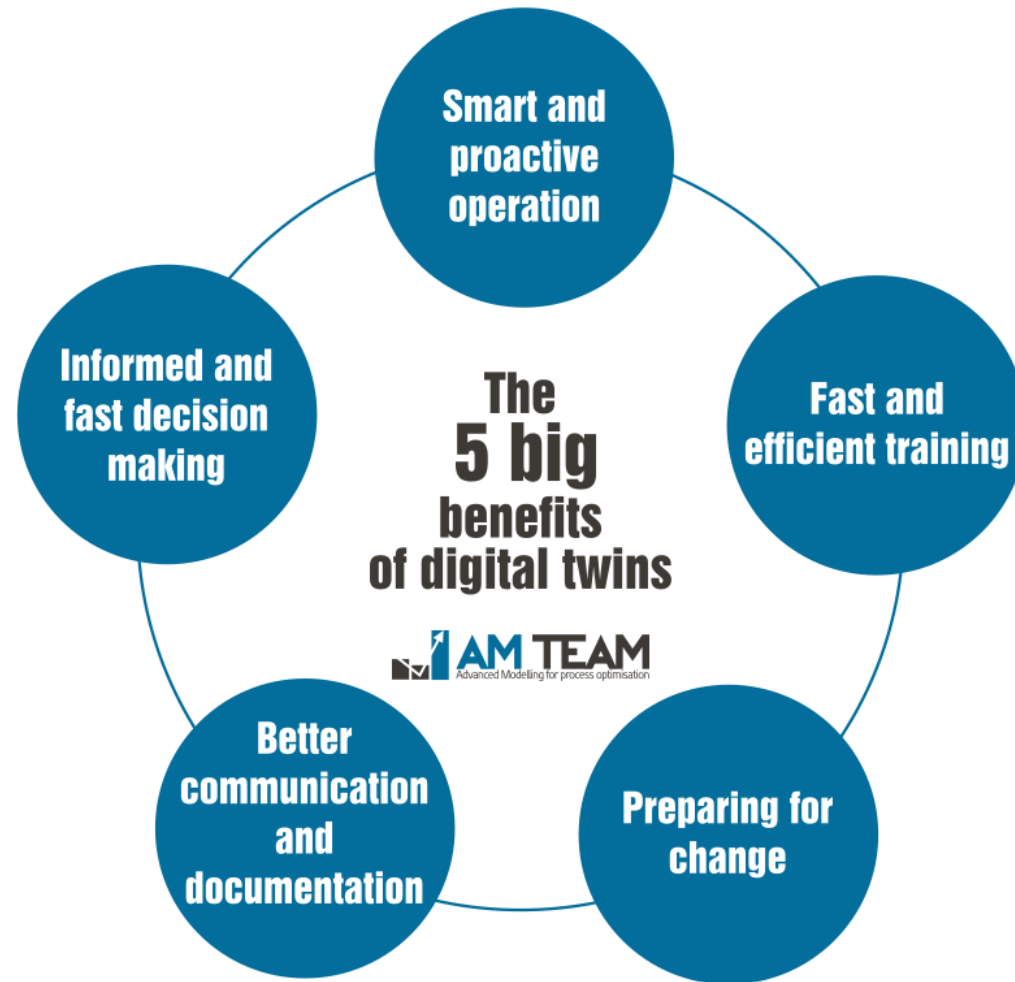 Smart and
proactive
operation
Informed and
fast decision
making
Fast and
efficient training
The
5 big
benefits
of digital twins
AM TEAM
Advanced Modelling for process optimisation
Better
communication
and
documentation
Preparing for
change